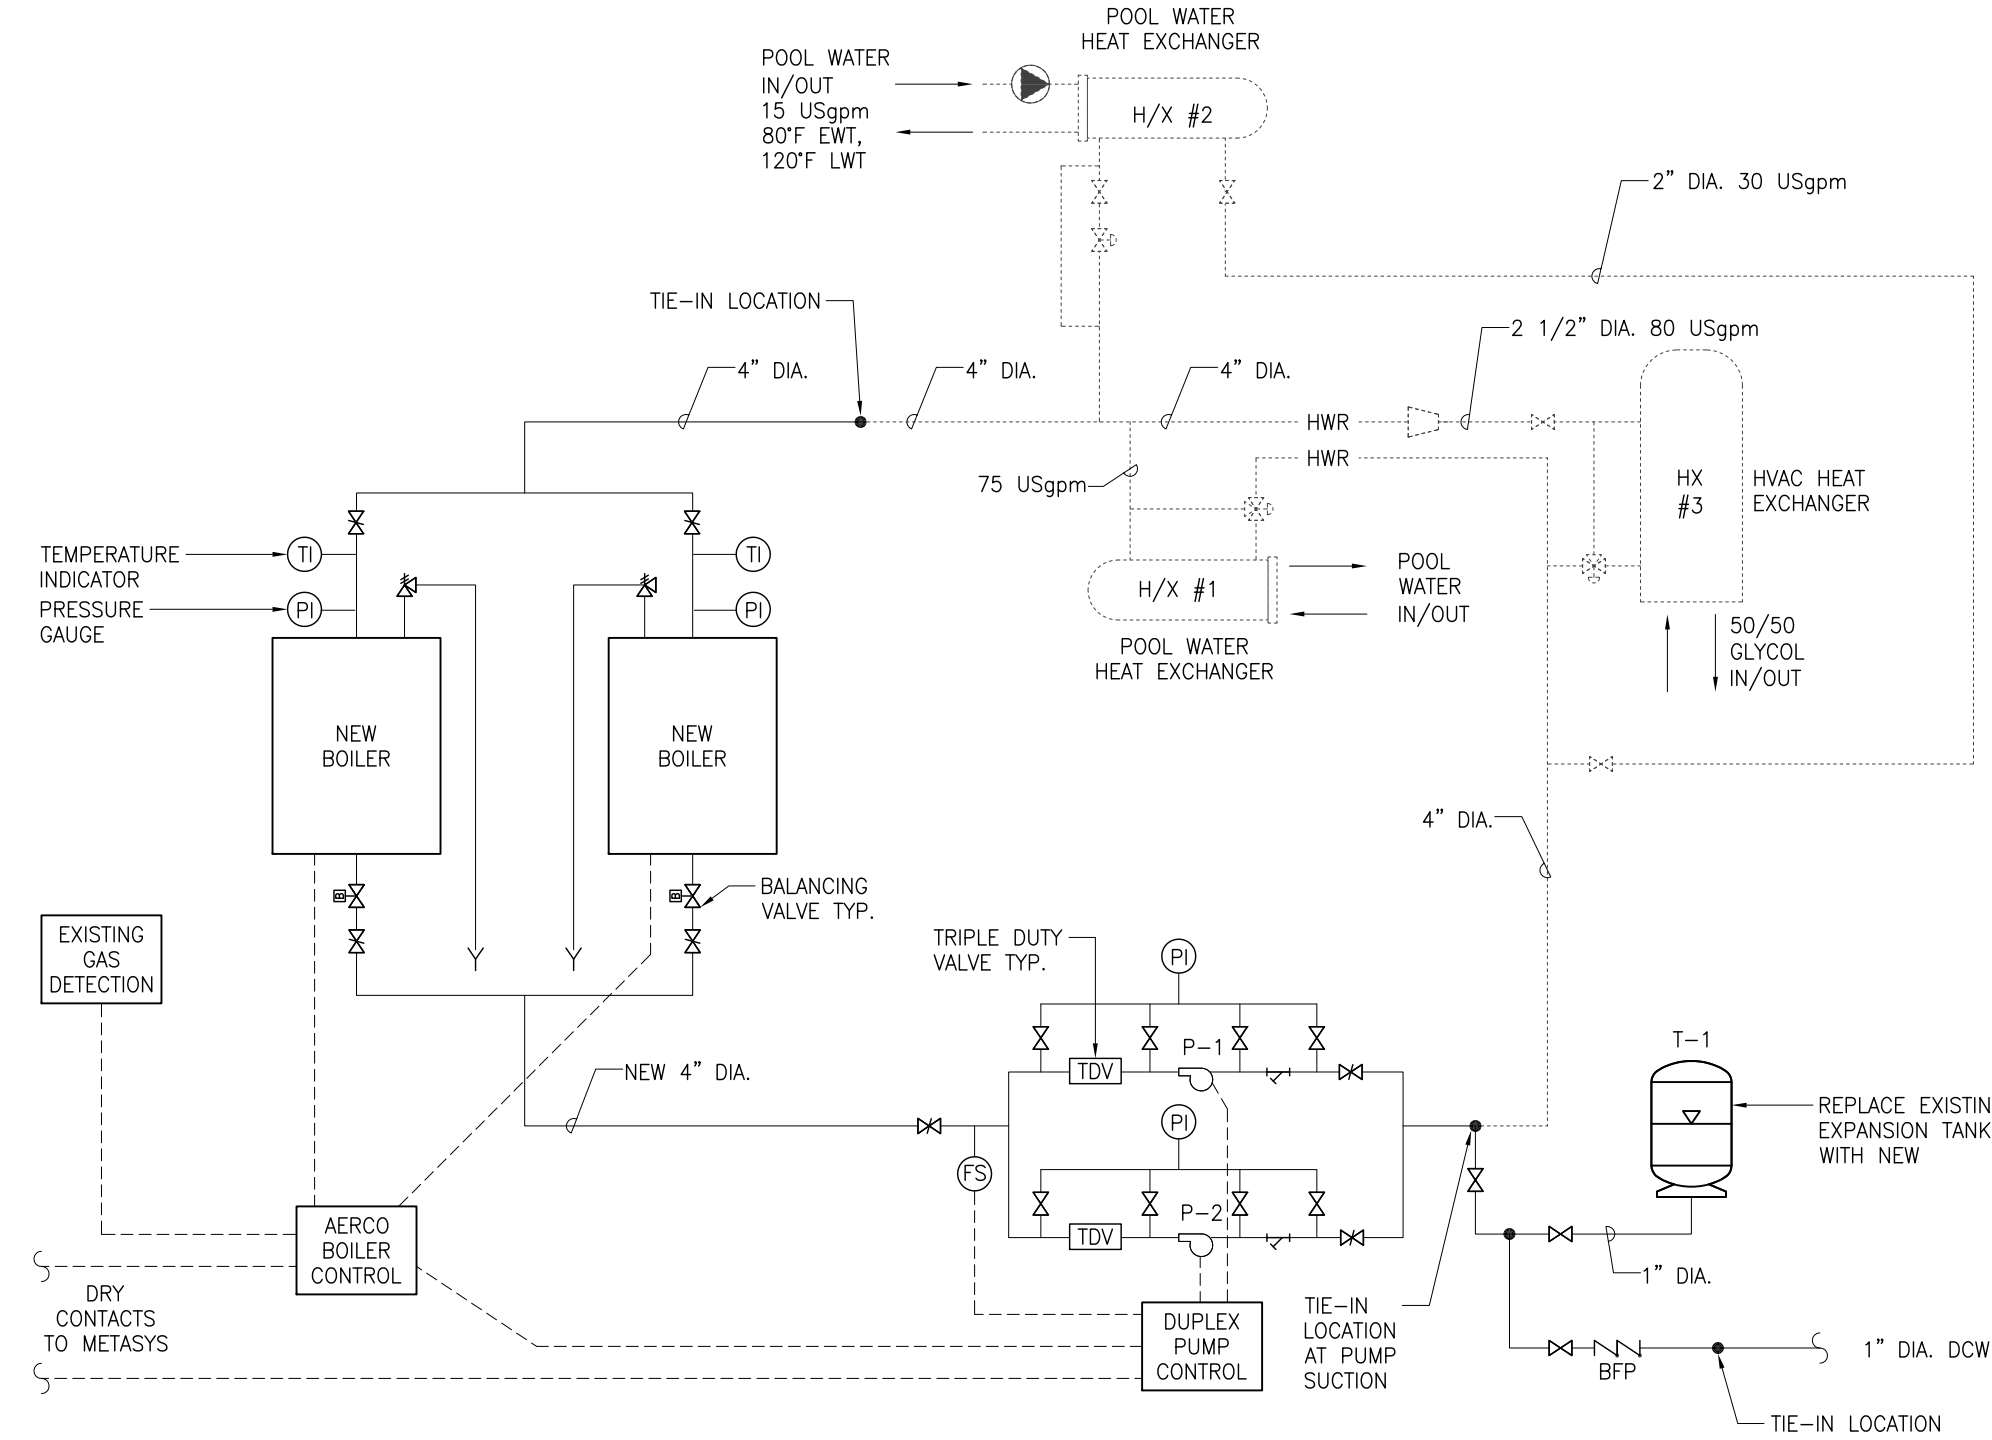 POOL WATER
HEAT EXCHANGER
POOL WATER
IN/OUT
15 USgpm
80°F EWT,
120°F LWT
H/X #2
2” DIA. 30 USgpm
TIE-IN LOCATION
2 1/2” DIA. 80 USgpm
4” DIA.
4” DIA.
4” DIA.
HWR
HWR
75 USgpm
HX
#3
HVAC HEAT
EXCHANGER
TEMPERATURE
INDICATOR
TI
TI
PRESSURE
GAUGE
PI
PI
H/X #1
POOL
WATER
IN/OUT
POOL WATER
HEAT EXCHANGER
50/50
GLYCOL
IN/OUT
NEW
BOILER
NEW
BOILER
4” DIA.
B
B
BALANCING
VALVE TYP.
EXISTING
GAS
DETECTION
TRIPLE DUTY
VALVE TYP.
PI
T-1
P-1
TDV
NEW 4” DIA.
REPLACE EXISTIN
EXPANSION TANK
WITH NEW
PI
FS
P-2
TDV
AERCO
BOILER
CONTROL
1” DIA.
DRY
CONTACTS
TO METASYS
DUPLEX
PUMP
CONTROL
TIE-IN
LOCATION
AT PUMP
SUCTION
BFP
1” DIA. DCW
TIE-IN LOCATION